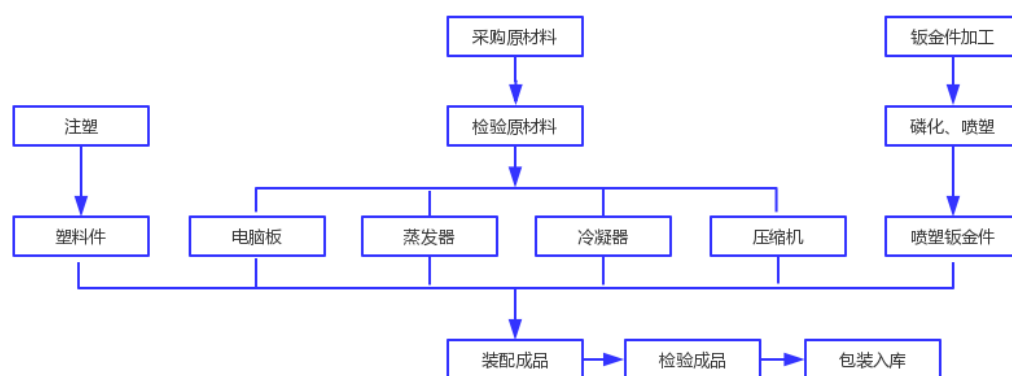 采购原材料
钣金件加工
注塑
检验原材料
磷化、喷塑
塑料件
电脑板
蒸发器
冷凝器
压缩机
喷塑钣金件
装配成品
检验成品
包装入库